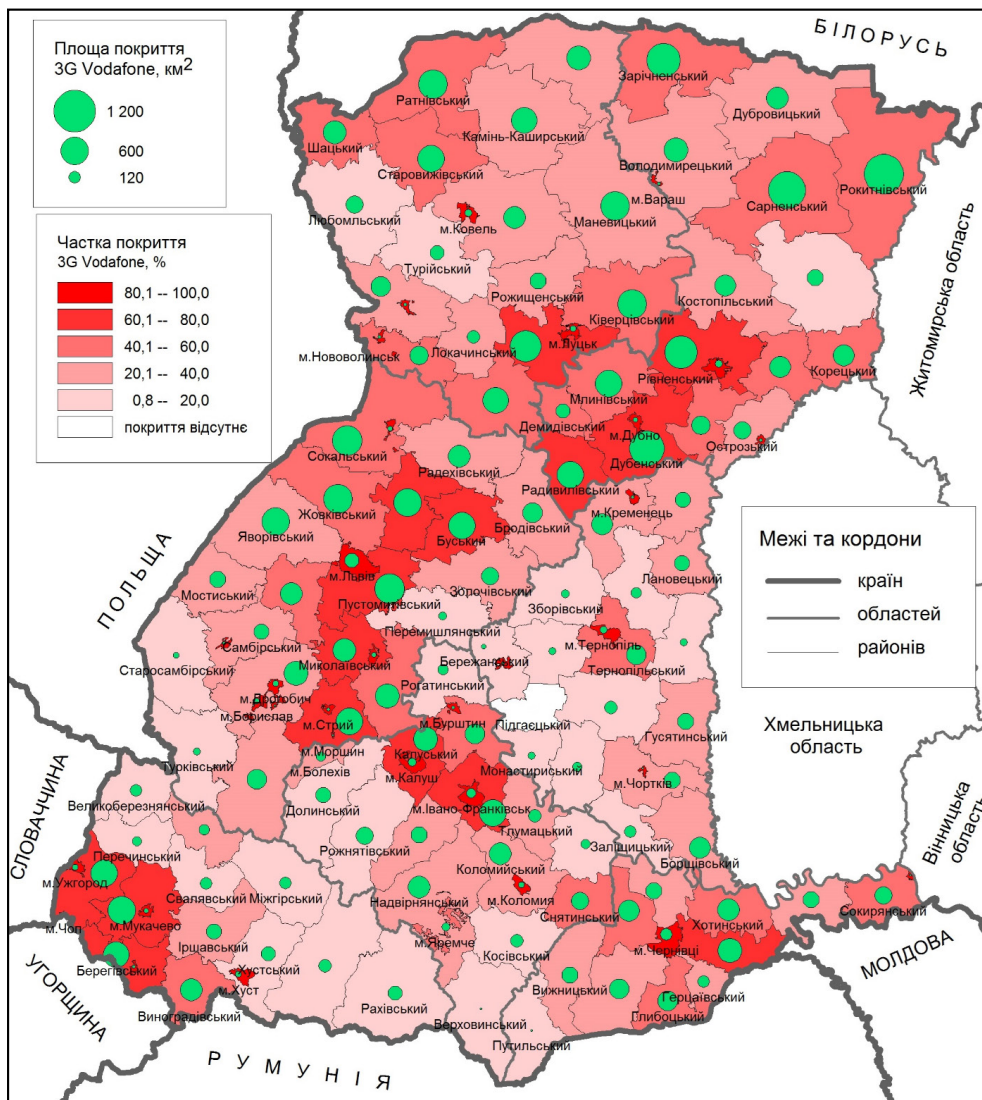 Площа покриття
3G Vodafone, км2
1 200
600
120
Частка покриття
3G Vodafone, %
80,1 -- 100,0
60,1 -- 80,0
40,1 -- 60,0
20,1 -- 40,0
0,8 -- 20,0
покриття відсутнє
БІЛОРУСЬ
Зарічненський
Ратнівський
Дубровицький
Камінь-Каширський
Шацький
Володимирецький
Старовижівський
Рокитнівський
Сарненський
м.Вараш
Любомльський
Маневицький
м.Ковель
Турійський
Житомирська область
Рожищенський
Костопільський
Ківерцівський
м.Нововолинськ
Локачинський
м.Луцьк
Корецький
Рівненський
Млинівський
Демидівський
м.Дубно
Острозький
Сокальський
Дубенський
Радехівський
Радивилівський
Жовківський
м.Кременець
Яворівський
Буський
Бродівський
Межі та кордони
країн
областей
районів
ПОЛЬЩА
м.Львів
Лановецький
Мостиський
Пустомитівський
Золочівський
Зборівський
Перемишлянський
Самбірський
м.Тернопіль
Старосамбірський
Миколаївський
Бережанський
Тернопільський
Рогатинський
м.Дрогобич
м.Борислав
м.Стрий
м.Бурштин
Підгаєцький
Гусятинський
Хмельницька
область
Турківський
м.Моршин
м.Болехів
Калуський
м.Калуш
Монастириський
м.Чортків
СЛОВАЧЧИНА
Великоберезнянський
Долинський
м.Івано-Франківськ
Тлумацький
Вінницька
область
Перечинський
Рожнятівський
Заліщицький
Борщівський
м.Ужгород
Коломийський
Свалявський
Міжгірський
Надвірнянський
м.Коломия
Снятинський
Хотинський
Сокирянський
м.Чоп
м.Мукачево
м.Яремче
Іршавський
Косівський
м.Чернівці
МОЛДОВА
Берегівський
Хустський
м.Хуст
Вижницький
Герцаївський
УГОРЩИНА
Виноградівський
Рахівський
Верховинський
Глибоцький
Путильський
РУМУНІЯ